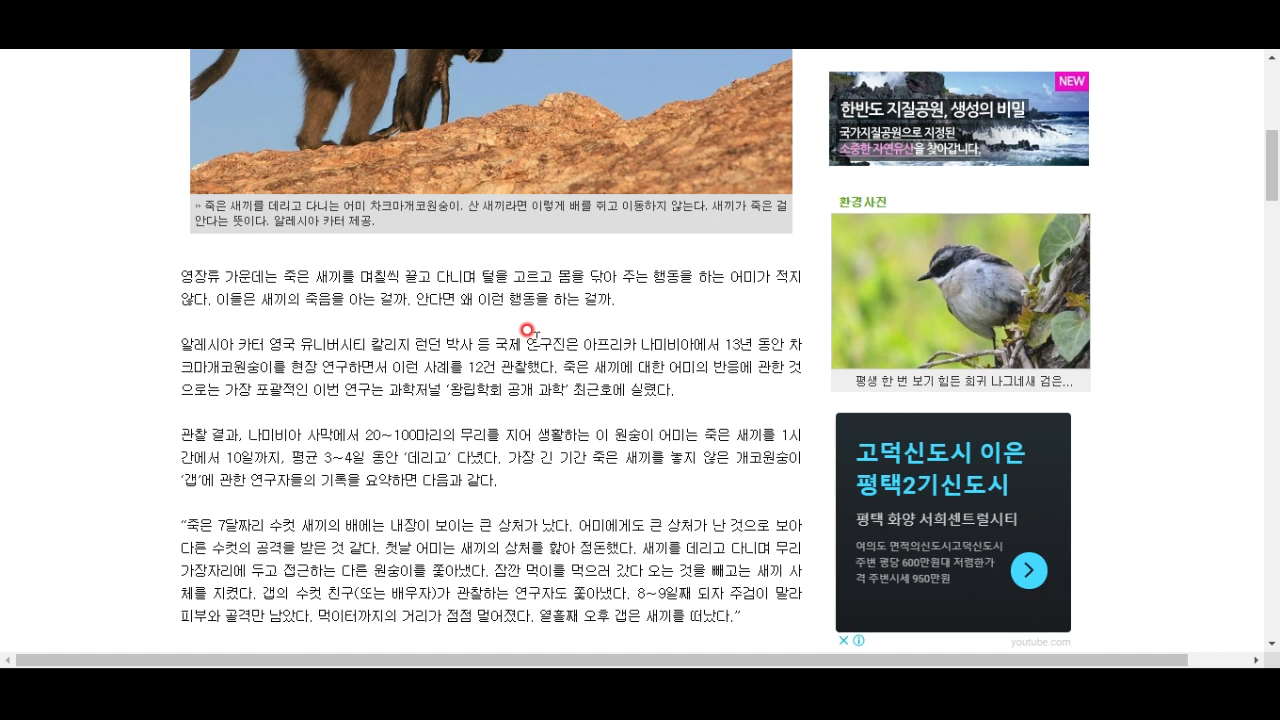 » 죽은 새끼를 데리고 다녀는 어미 차크마개코원숭이. 산 새끼라면 이렇게 배를 쥐고 이동하지 않는다. 새끼가 죽은 걸
안다는 뜻이다. 알레시아 카터 제공.
영장류 가운데는 죽은 새끼를 며칠씩 끌고 다니며 털을 고르고 몸을 닦아 주는 행동을 하는 어미가 적지
않다. 이들은 새끼의 죽음을 아는 걸까. 안다면 왜 이런 행동을 하는 걸까.
알레시아 카터 영국 유니버시티 칼리지 런던 박사 등 국제 연구진은 아프리카 나미비아에서 13년 동안 차
크마개코원숭이를 현장 연구하면서 이런 사례를 12건 관찰했다. 죽은 새끼에 대한 어미의 반응에 관한 것
으로는 가장 포괄적인 이번 연구는 과학저널 ‘왕립학회 공개 과학’ 최근호에 실렸다.
관찰 결과, 나미비아 사막에서 20~100마리의 무리를 지어 생활하는 이 원숭이 어미는 죽은 새끼를 1시
간에서 10일까지, 평균 3~4일 동안 ‘데리고’ 다녔다. 가장 긴 기간 죽은 새끼를 놓지 않은 개코원숭이
‘갭’에 관한 연구자들의 기록을 요약하면 다음과 같다.
“죽은 7달짜리 수컷 새끼의 배에는 내장이 보이는 큰 상처가 났다. 어미에게도 큰 상처가 난 것으로 보아
다른 수컷의 공격을 받은 것 같다. 첫날 어미는 새끼의 상처를 핥아 정돈했다. 새끼를 데리고 다니며 무리
가장자리에 두고 접근하는 다른 원숭이를 쫓아냈다. 잠깐 먹이를 먹으러 갔다 오는 것을 빼고는 새끼 사
체를 지켰다. 갭의 수컷 친구(또는 배우자)가 관찰하는 연구자도 쫓아냈다. 8~9일째 되자 주검이 말라
피부와 골격만 남았다. 먹이터까지의 거리가 점점 멀어졌다. 열흘째 오후 갭은 새끼를 떠났다.”
NEW
한반도 지질공원, 생성의 비밀
국가지질공원으로 지정된
소중한 자연유산을 찾아갑니다.
환경사진
평생 한 번 보기 힘든 희귀 나그네새 검은...
고덕신도시 이은
평택2기신도시
평택 화양 서희센트럴시티
여의도 면적의신도시고덕신도시
주변 평당 600만원대 저렴한가
격 주변시세 950만원
youtube.com